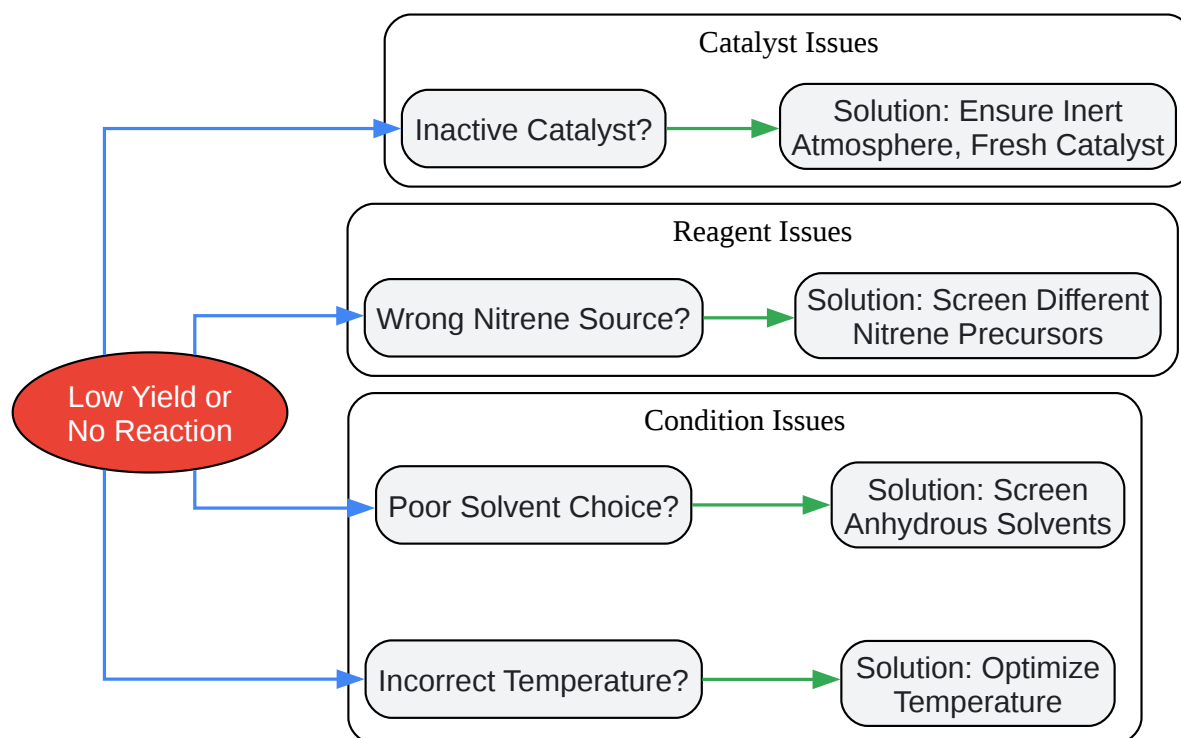 Catalyst Issues
Inactive Catalyst?
Solution: Ensure Inert
Atmosphere, Fresh Catalyst
Reagent Issues
Wrong Nitrene Source?
Solution: Screen Different
Nitrene Precursors
Low Yield or
No Reaction
Condition Issues
Poor Solvent Choice?
Solution: Screen
Anhydrous Solvents
Incorrect Temperature?
Solution: Optimize
Temperature